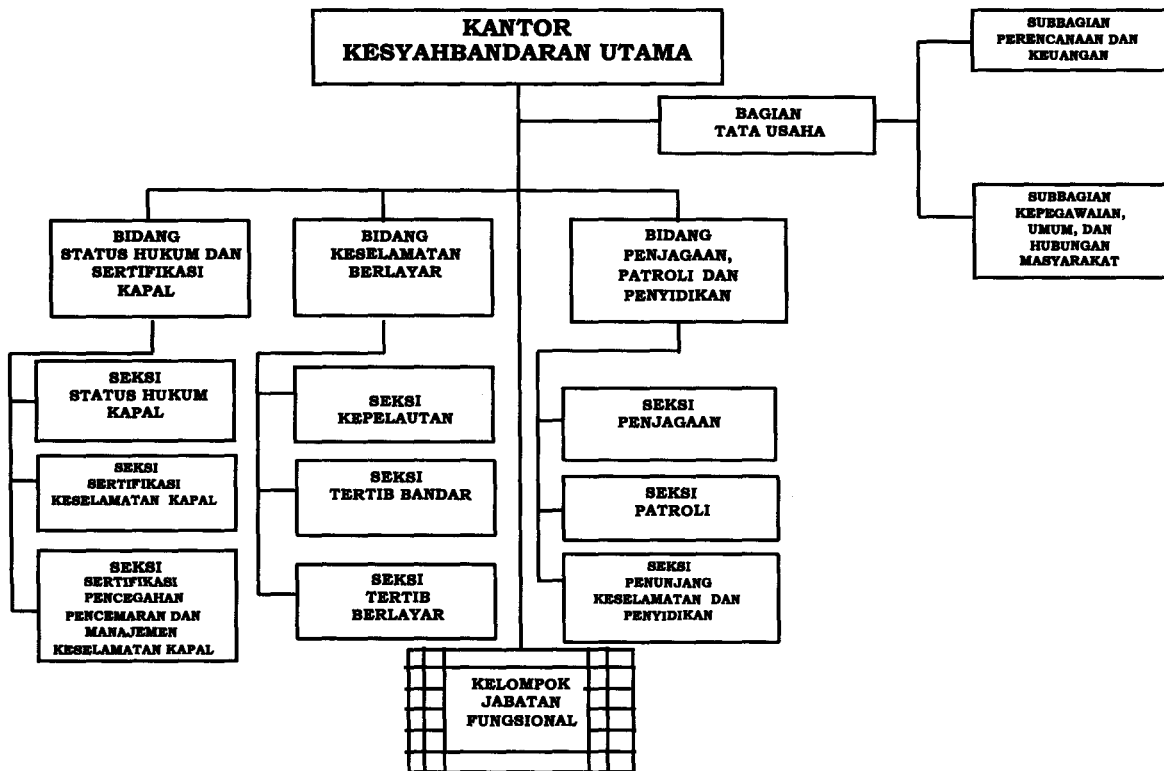 KANTOR
KESYAHBANDARAN UTAMA
SUBBAGIAN
PERENCANAAN DAN
KEUANGAN
BAGIAN
TATA USAHA
SUBBAGIAN
KEPEGAWAIAN,
UMUM, DAN
HUBUNGAN
MASYARAKAT
BIDANG
STATUS HUKUM DAN
SERTIFIKASI
KAPAL
BIDANG
KESELAMATAN
BERLAYAR
BIDANG
PENJAGAAN,
PATROLI DAN
PENYIDIKAN
SEKSI
STATUS HUKUM
KAPAL
SEKSI
SERTIFIKASI
KESELAMATAN KAPAL
SEKSI
SERTIFIKASI
PENCEGAHAN
PENCEMARAN DAN
MANAJEMEN
KESELAMATAN KAPAL
SEKSI
KEPELAUTAN
SEKSI
TERTIB BANDAR
SEKSI
TERTIB
BERLAYAR
SEKSI
PENJAGAAN
SEKSI
PATROLI
SEKSI
PENUNJANG
KESELAMATAN DAN
PENYIDIKAN
KELOMPOK
JABATAN
FUNGSIONAL